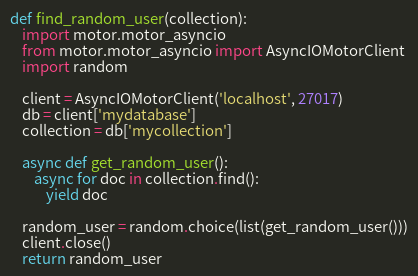 def find_random_user(collection):
import motor.motor_asyncio
from motor.motor_asyncio import AsyncIOMotorClient
import random
client = AsyncIOMotorClient('localhost', 27017)
db = client['mydatabase']
collection = db['mycollection']
async def get_random_user():
async for doc in collection.find():
yield doc
random_user = random.choice(list(get_random_user()))
client.close()
return random_user